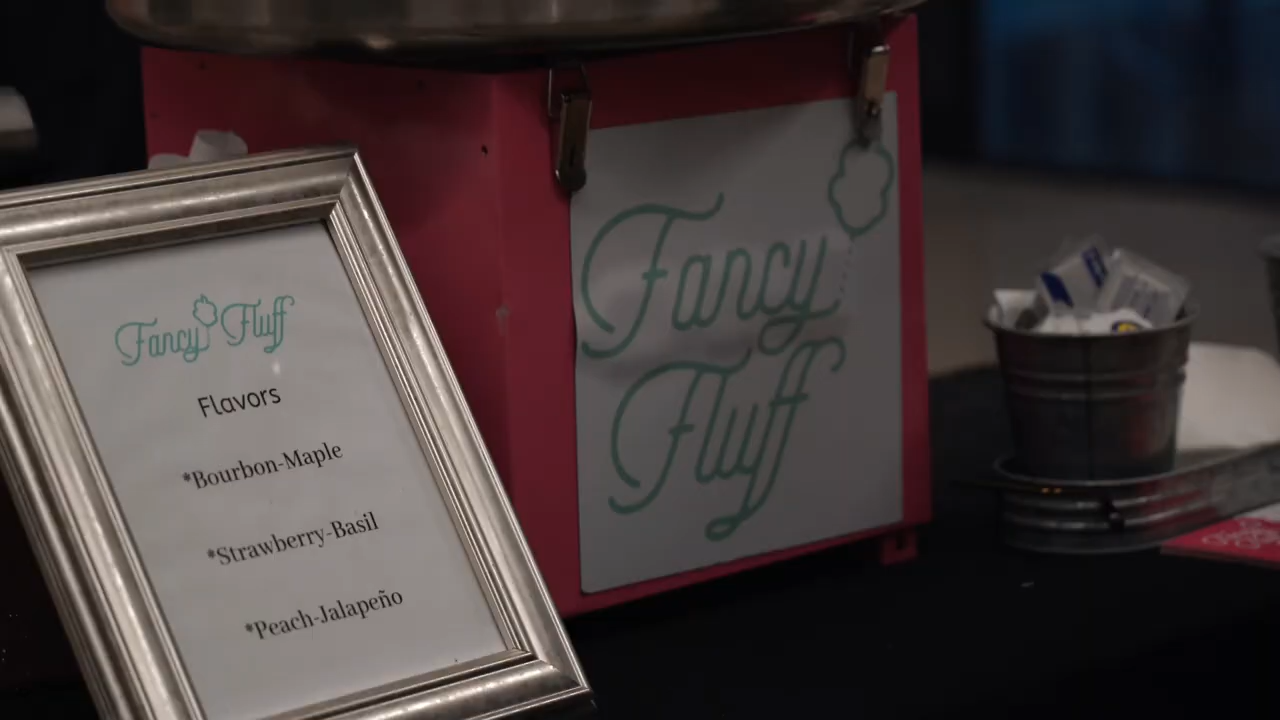 Fancy Fluff
Flavors
*Bourbon-Maple
*Strawberry-Basil
*Peach-Jalapeño
Fancy
Fluff